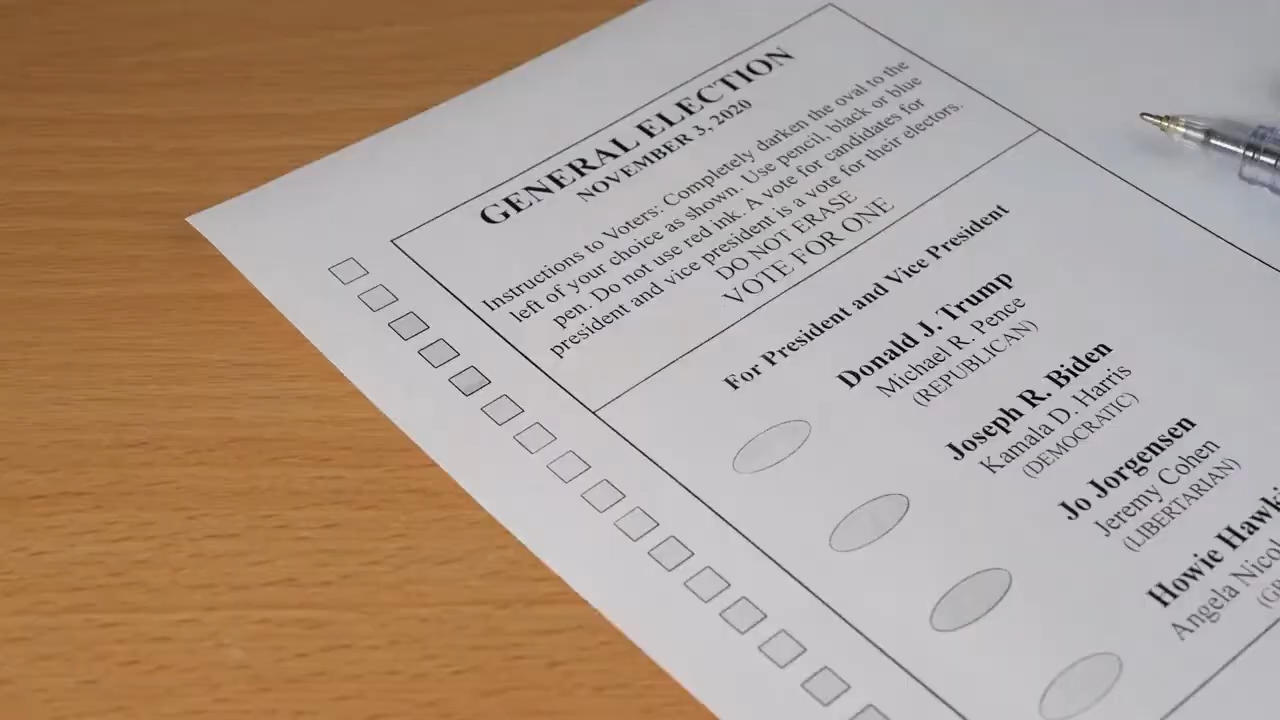 GENERAL ELECTION
NOVEMBER 3, 2020
Instructions to Voters: Completely darken the oval to the
left of your choice as shown. Use pencil, black or blue
pen. Do not use red ink. A vote for candidates for
president and vice president is a vote for their electors.
DO NOT ERASE
VOTE FOR ONE
For President and Vice President
Donald J. Trump
Michael R. Pence
(REPUBLICAN)
Joseph R. Biden
Kamala D. Harris
(DEMOCRATIC)
Jo Jorgensen
Jeremy Cohen
(LIBERTARIAN)
Howie
Angela